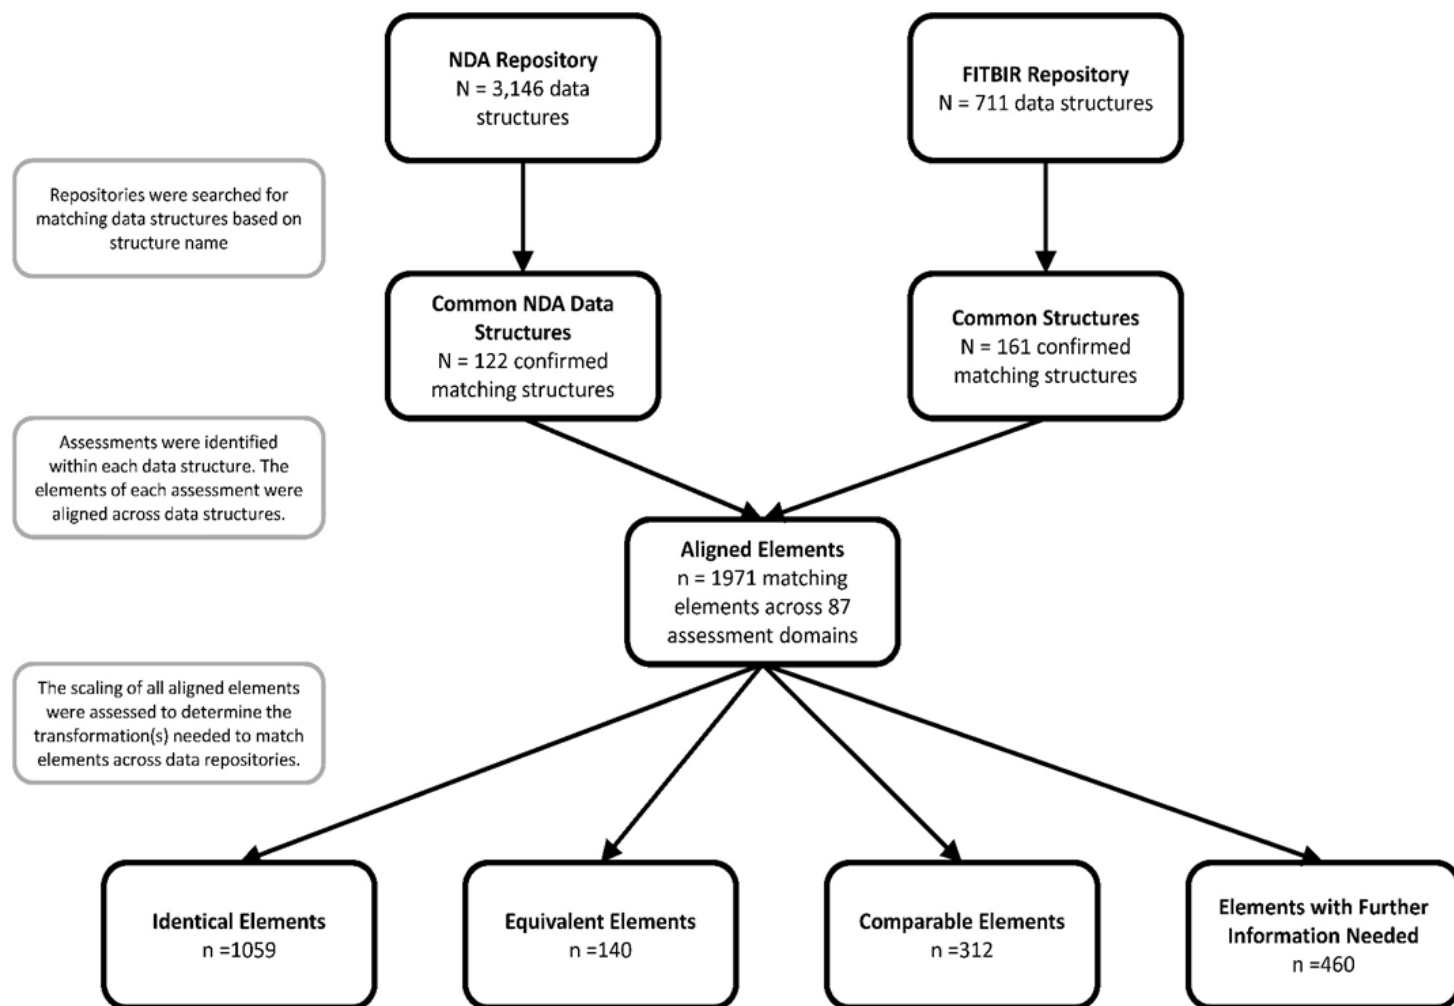 NDA Repository
N = 3,146 data
structures
FITBIR Repository
N = 711 data structures
Repositories were searched for
matching data structures based on
structure name
Common NDA Data
Structures
N = 122 confirmed
matching structures
Common Structures
N = 161 confirmed
matching structures
Assessments were identified
within each data structure. The
elements of each assessment were
aligned across data structures.
Aligned Elements
n = 1971 matching
elements across 87
assessment domains
The scaling of all aligned elements
were assessed to determine the
transformation(s) needed to match
elements across data repositories.
Identical Elements
n =1059
Equivalent Elements
n =140
Comparable Elements
n =312
Elements with Further
Information Needed
n =460